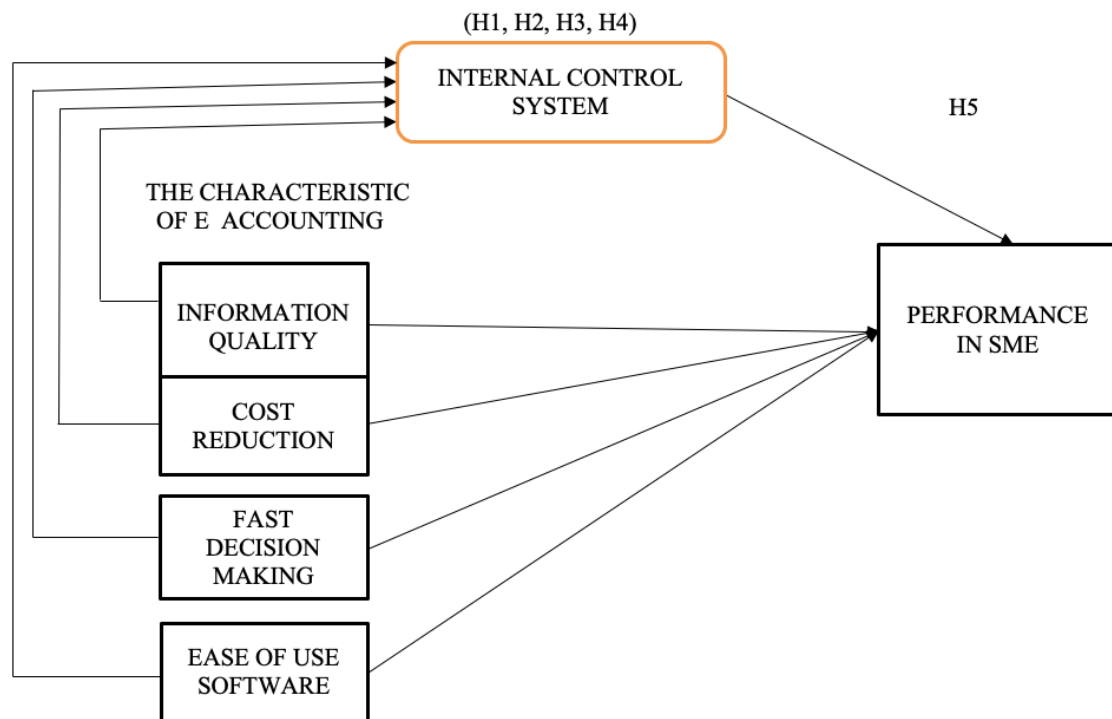 (H1, H2, H3, H4)
INTERNAL CONTROL
SYSTEM
H5
THE CHARACTERISTIC
OF E ACCOUNTING
INFORMATION
QUALITY
PERFORMANCE
IN SME
COST
REDUCTION
FAST
DECISION
MAKING
EASE OF USE
SOFTWARE